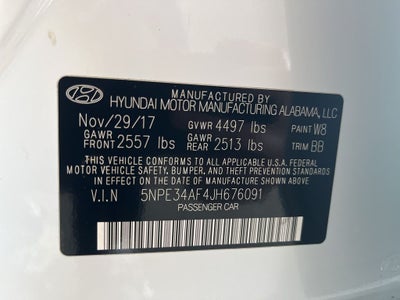 MANUFACTURED BY
HYUNDAI MOTOR MANUFACTURING ALABAMA, LLC
Nov/29/17 GVWR 4497 lbs PAINT W8
GAWR FRONT 2557 lbs GAWR REAR 2513 lbs TRIM BB
THIS VEHICLE CONFORMS TO ALL APPLICABLE U.S.A. FEDERAL
MOTOR VEHICLE SAFETY, BUMPER, AND THEFT PREVENTION STANDARDS
IN EFFECT ON THE DATE OF MANUFACTURE SHOWN ABOVE.
V.I.N 5NPE34AF4JH676091
PASSENGER CAR